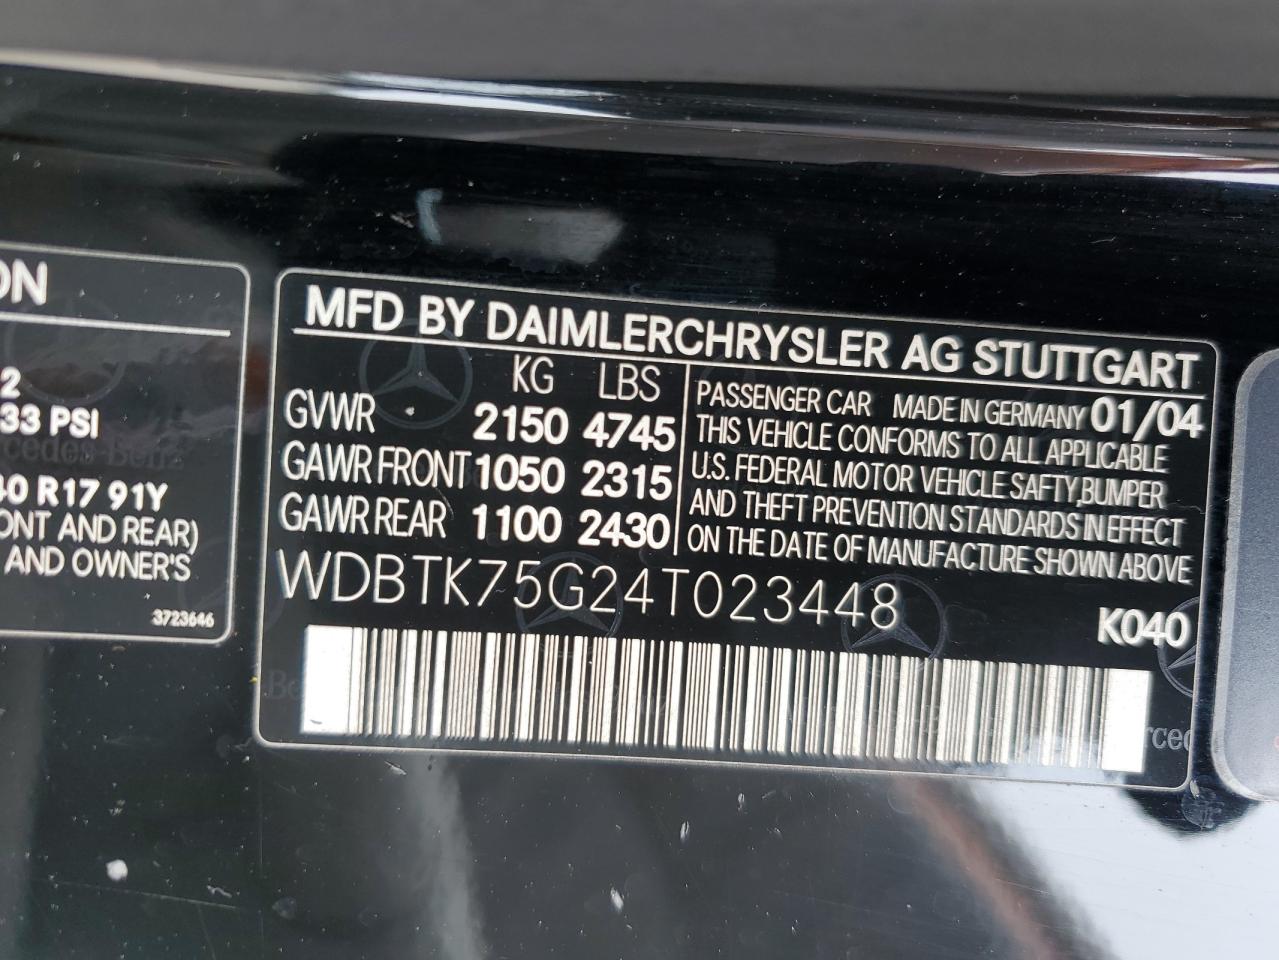 ON
2
33 PSI
40 R17 91Y
ONT AND REAR)
AND OWNER'S
3723646
MFD BY DAIMLERCHRYSLER AG STUTTGART
KG LBS
GVWR 2150 4745
GAWR FRONT 1050 2315
GAWR REAR 1100 2430
PASSENGER CAR MADE IN GERMANY 01/04
THIS VEHICLE CONFORMS TO ALL APPLICABLE
U.S. FEDERAL MOTOR VEHICLE SAFTY,BUMPER
AND THEFT PREVENTION STANDARDS IN EFFECT
ON THE DATE OF MANUFACTURE SHOWN ABOVE
WDBTK75G24T023448
K040